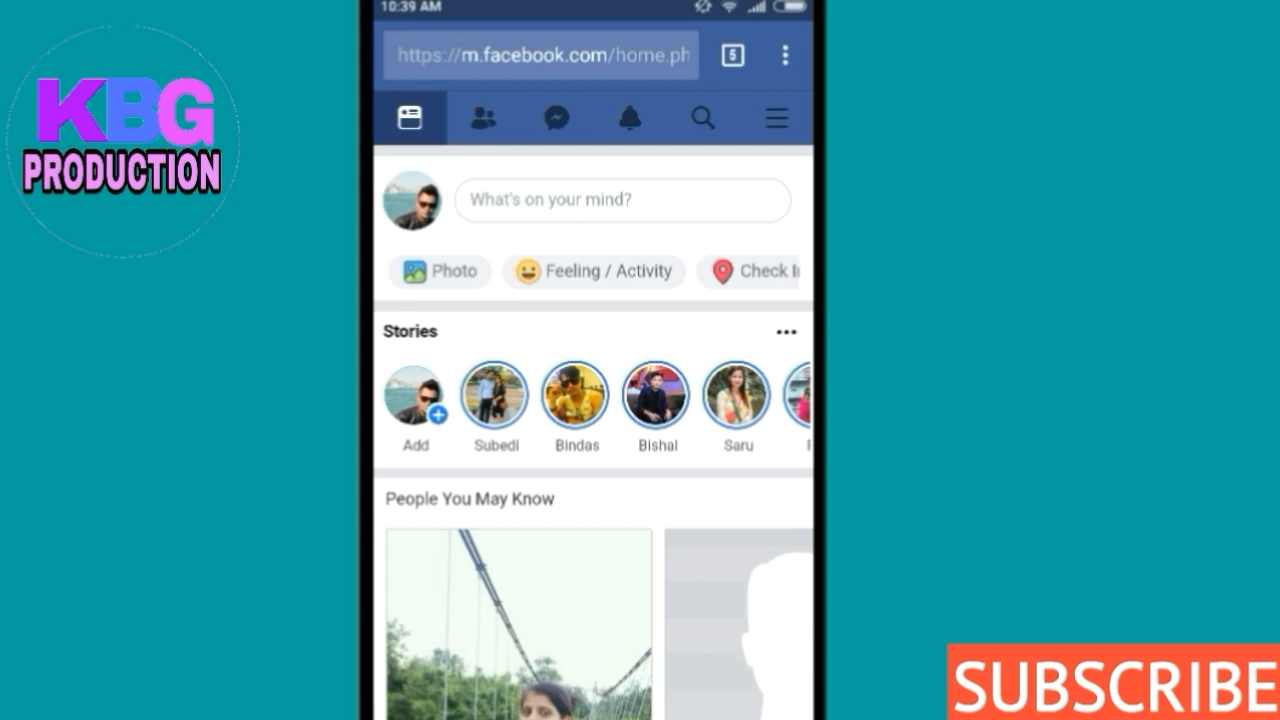 10:39 AM
KBG
PRODUCTION
https://m.facebook.com/home.ph
5
What's on your mind?
Photo
Feeling / Activity
Check I
Stories
Add
Subedi
Bindas
Bishal
Saru
People You May Know
SUBSCRIBE